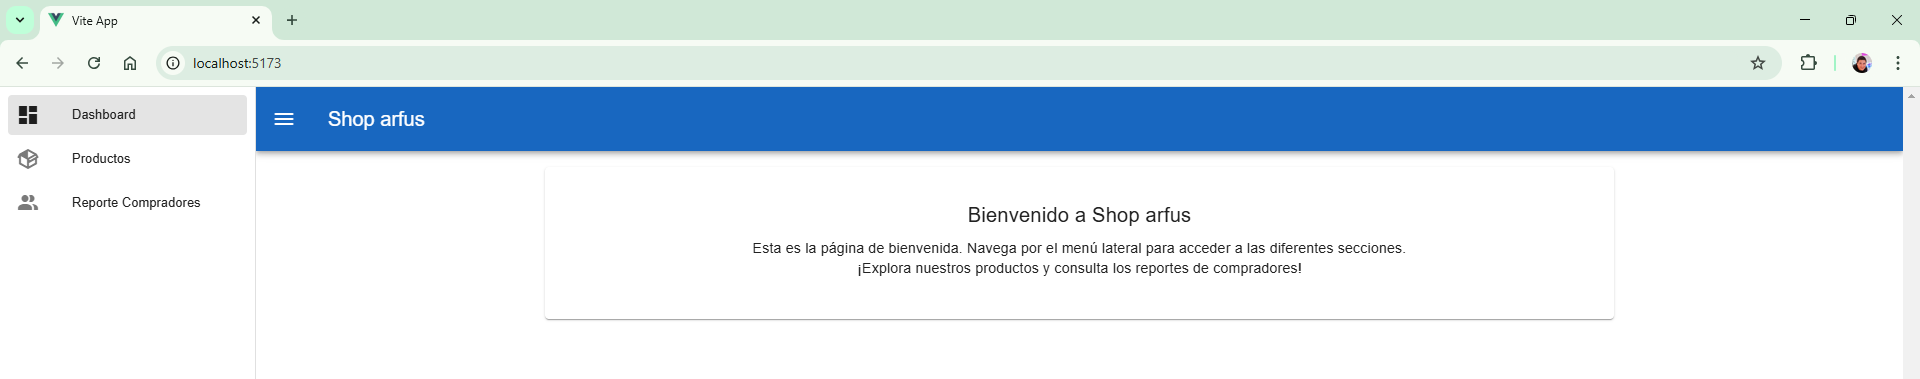 Vite App
localhost:5173
Dashboard
Productos
Reporte Compradores
Shop arfus
Bienvenido a Shop arfus
Esta es la página de bienvenida. Navega por el menú lateral para acceder a las diferentes secciones.
¡Explora nuestros productos y consulta los reportes de compradores!